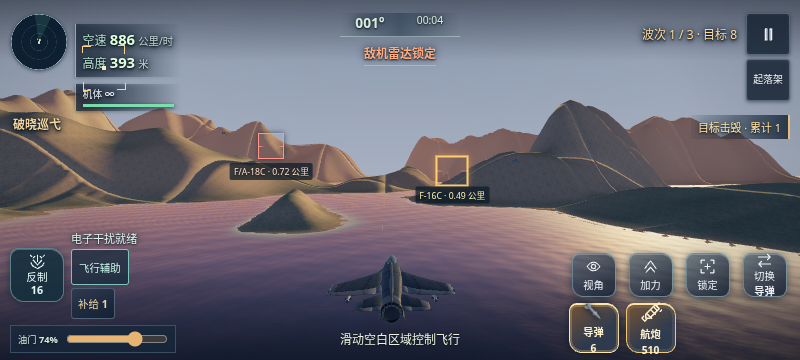 001° 00:04
空速 886 公里/时
高度 393 米
机体 ∞
破晓巡弋
敌机雷达锁定
波次 1 / 3 · 目标 8
起落架
目标击毁 · 累计 1
F/A-18C · 0.72 公里
F-16C · 0.49 公里
电子干扰就绪
反制
16
飞行辅助
补给 1
油门 74%
滑动空白区域控制飞行
视角
加力
锁定
切换
导弹
导弹
6
航炮
510